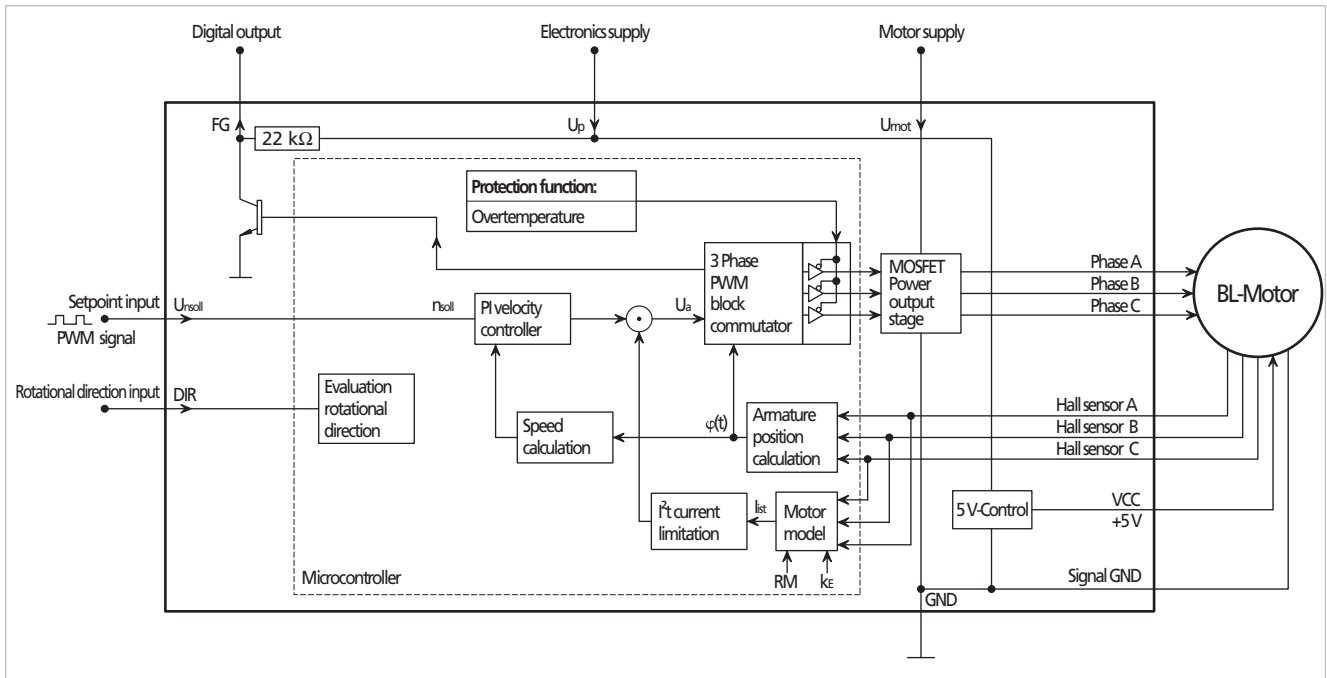 Digital output
Electronics supply
Motor supply
FG
22 kΩ
Up
Umot
Protection function:
Overtemperature
3 Phase
PWM
block
commutator
MOSFET
Power
output
stage
Phase A
Phase B
Phase C
BL-Motor
Setpoint input
PWM signal
Unsoll
nsoll
PI velocity
controller
Ua
Rotational direction input
DIR
Evaluation
rotational
direction
Speed
calculation
φ(t)
Armature
position
calculation
Hall sensor A
Hall sensor B
Hall sensor C
I²t current
limitation
Iist
Motor
model
RM
kE
5 V-Control
VCC
+5 V
Microcontroller
Signal GND
GND